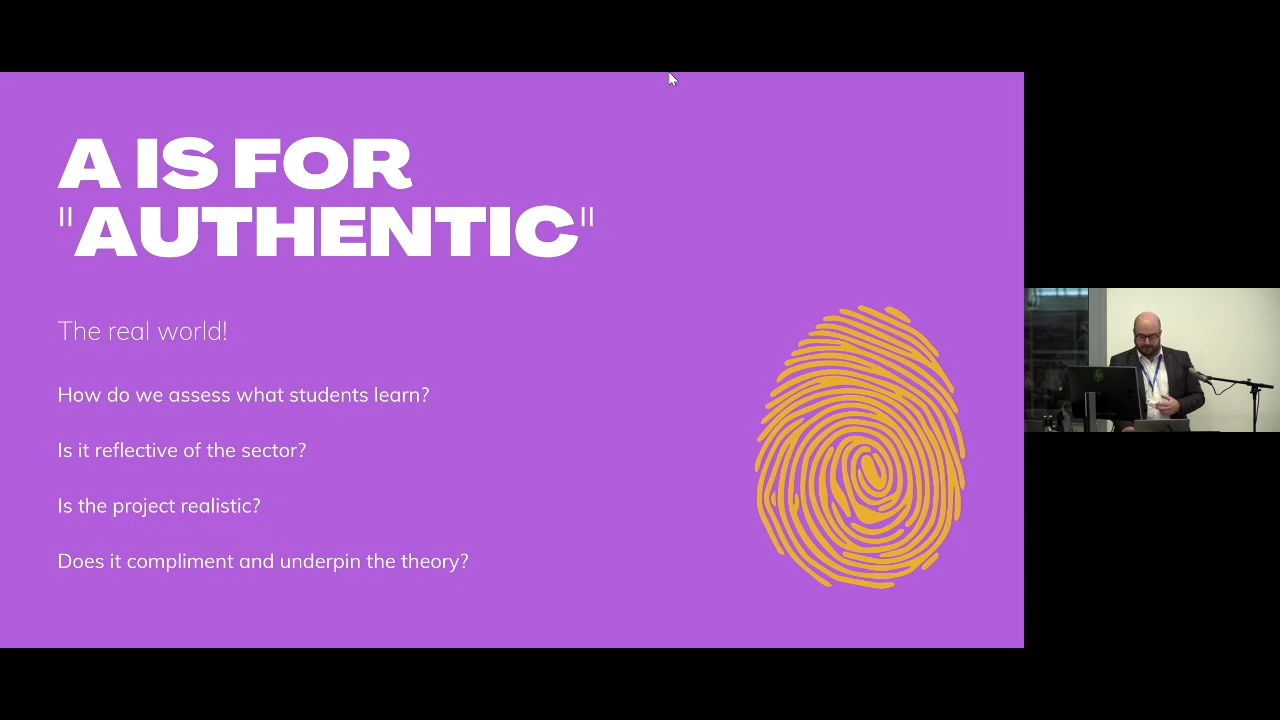 A IS FOR
"AUTHENTIC"
The real world!
How do we assess what students learn?
Is it reflective of the sector?
Is the project realistic?
Does it compliment and underpin the theory?